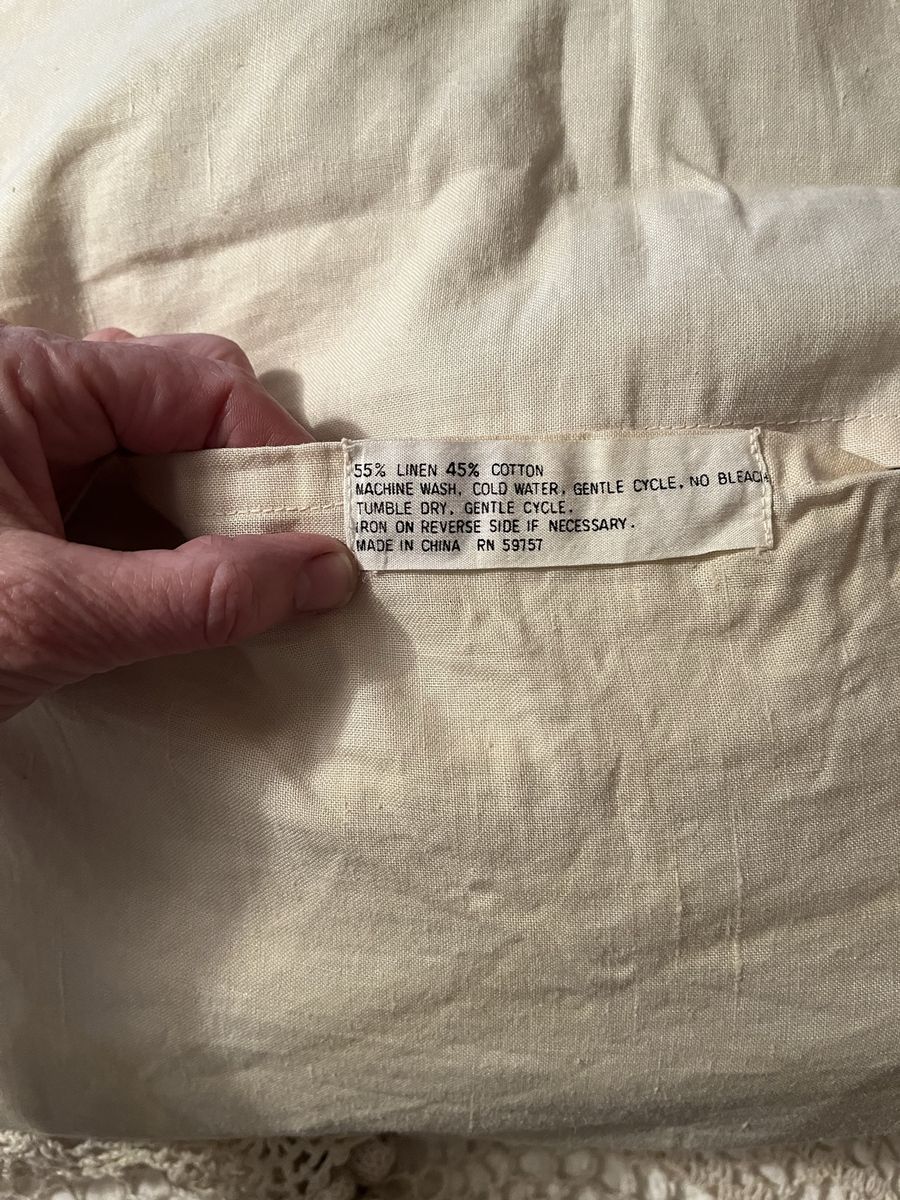 55% LINEN 45% COTTON
MACHINE WASH, COLD WATER, GENTLE CYCLE, NO BLEACH
TUMBLE DRY, GENTLE CYCLE.
IRON ON REVERSE SIDE IF NECESSARY.
MADE IN CHINA RN 59757